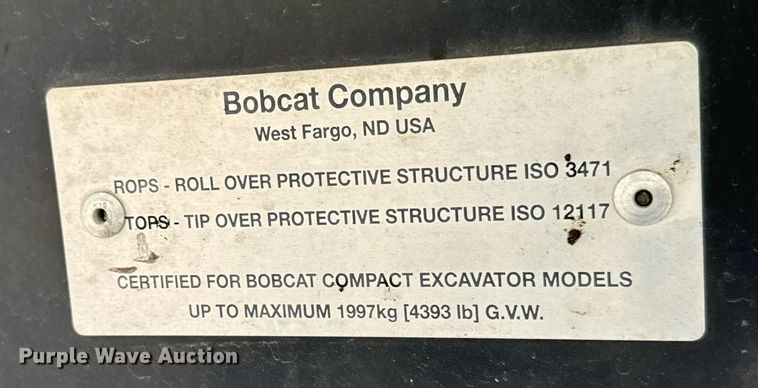 Bobcat Company
West Fargo, ND USA
ROPS - ROLL OVER PROTECTIVE STRUCTURE ISO 3471
TOPS - TIP OVER PROTECTIVE STRUCTURE ISO 12117
CERTIFIED FOR BOBCAT COMPACT EXCAVATOR MODELS
UP TO MAXIMUM 1997kg [4393 lb] G.V.W.
Purple Wave Auction